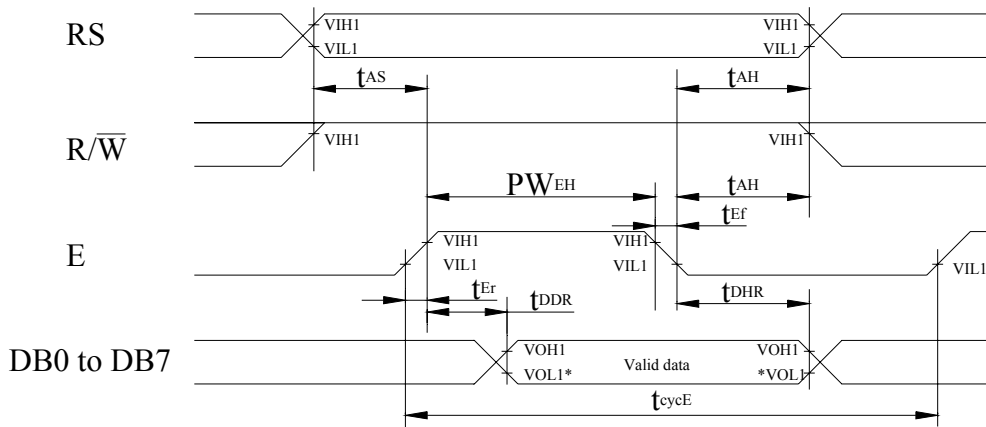 RS
VIH1
VIL1
VIH1
VIL1
tAS
tAH
R/W̅
VIH1
VIH1
PWEH
tAH
tEf
E
VIH1
VIL1
VIH1
VIL1
VIL1
tEr
tDDR
tDHR
DB0 to DB7
VOH1
VOL1*
Valid data
VOH1
*VOL1
tcycE